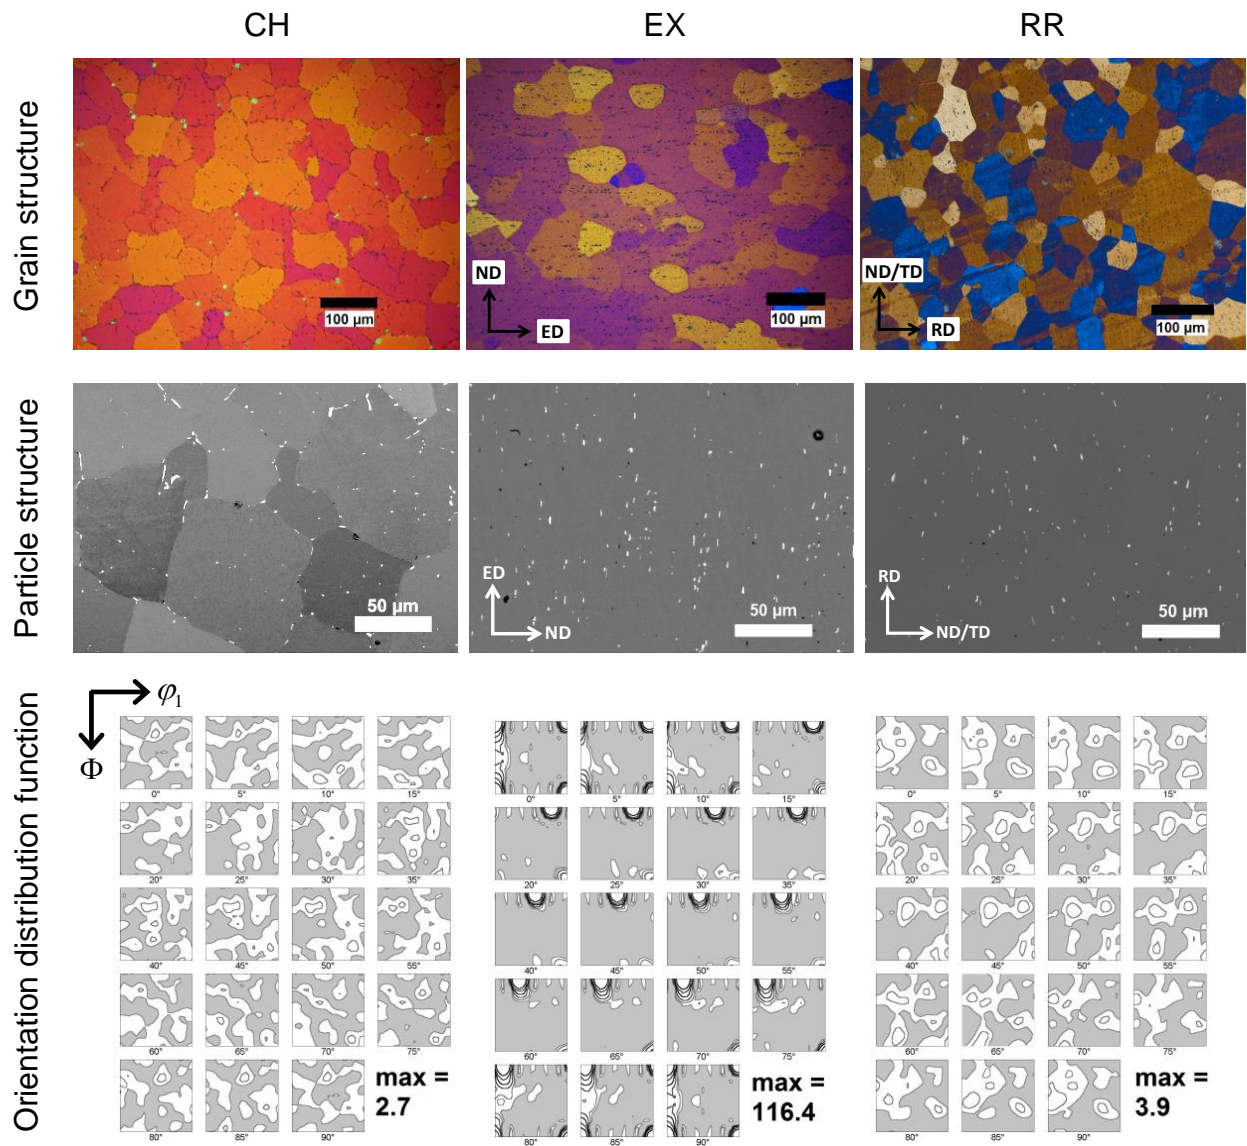 CH EX RR
Grain structure
100 μm
ND
ED
100 μm
ND/TD
RD
100 μm
Particle structure
50 μm
ED
ND
50 μm
RD
ND/TD
50 μm
Orientation distribution function
φ1
Φ
0° 5° 10° 15°
20° 25° 30° 35°
40° 45° 50° 55°
60° 65° 70° 75°
80° 85° 90°
max =
2.7
0° 5° 10° 15°
20° 25° 30° 35°
40° 45° 50° 55°
60° 65° 70° 75°
80° 85° 90°
max =
116.4
0° 5° 10° 15°
20° 25° 30° 35°
40° 45° 50° 55°
60° 65° 70° 75°
80° 85° 90°
max =
3.9